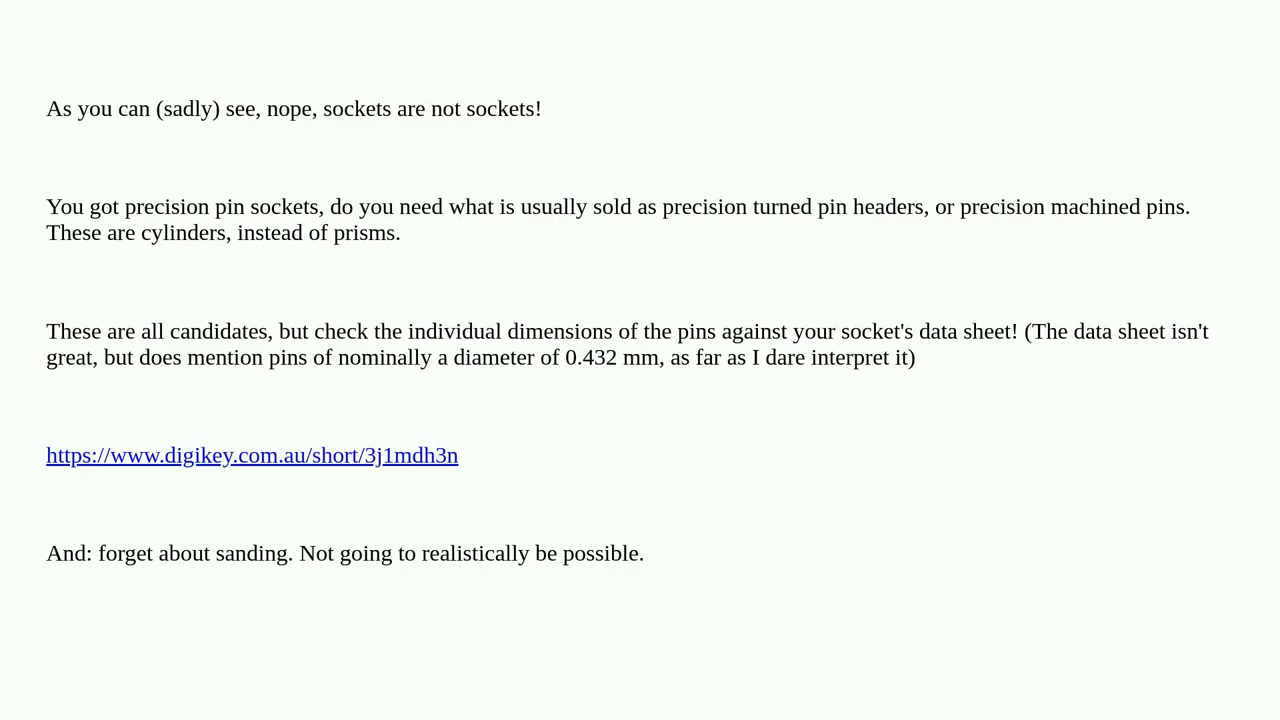 As you can (sadly) see, nope, sockets are not sockets!
You got precision pin sockets, do you need what is usually sold as precision turned pin headers, or precision machined pins.
These are cylinders, instead of prisms.
These are all candidates, but check the individual dimensions of the pins against your socket's data sheet! (The data sheet isn't
great, but does mention pins of nominally a diameter of 0.432 mm, as far as I dare interpret it)
https://www.digikey.com.au/short/3j1mdh3n
And: forget about sanding. Not going to realistically be possible.